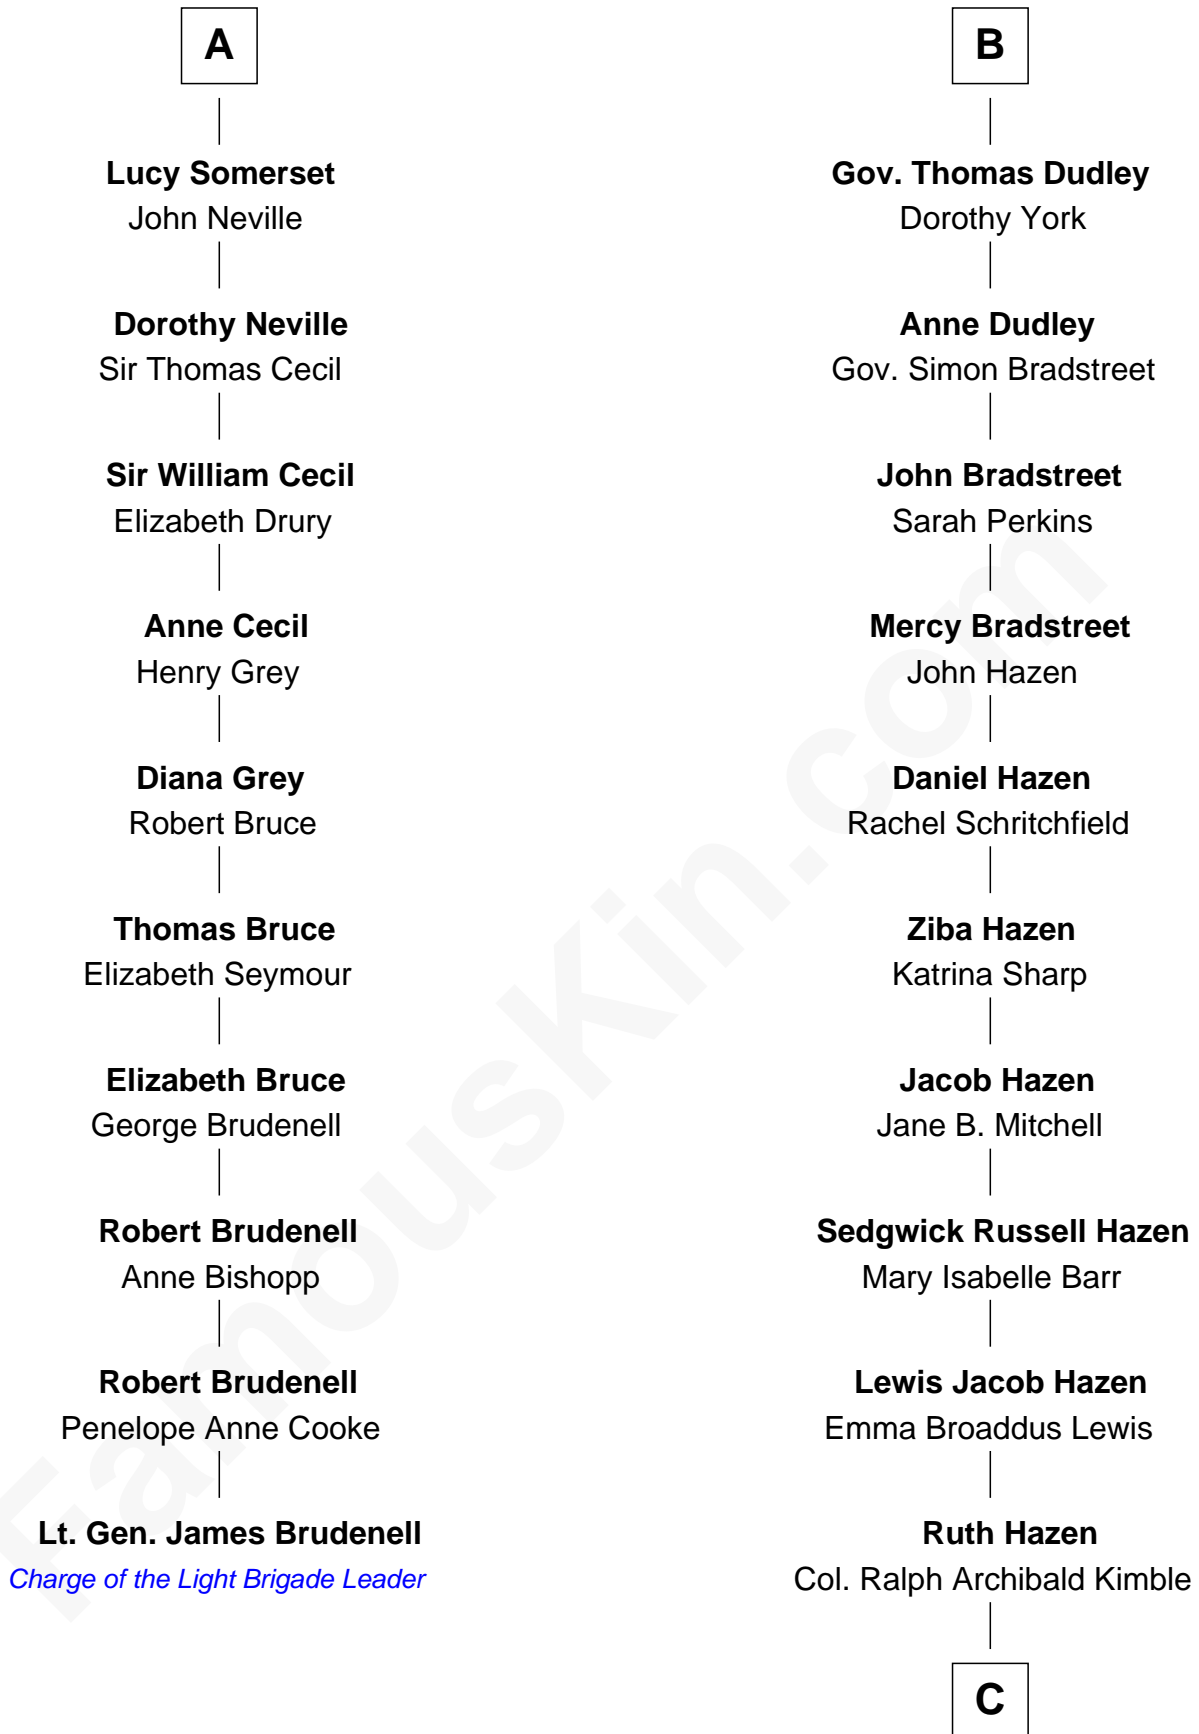 A
Lucy Somerset
John Neville
Dorothy Neville
Sir Thomas Cecil
Sir William Cecil
Elizabeth Drury
Anne Cecil
Henry Grey
Diana Grey
Robert Bruce
Thomas Bruce
Elizabeth Seymour
Elizabeth Bruce
George Brudenell
Robert Brudenell
Anne Bishopp
Robert Brudenell
Penelope Anne Cooke
Lt. Gen. James Brudenell
Charge of the Light Brigade Leader
B
Gov. Thomas Dudley
Dorothy York
Anne Dudley
Gov. Simon Bradstreet
John Bradstreet
Sarah Perkins
Mercy Bradstreet
John Hazen
Daniel Hazen
Rachel Schritchfield
Ziba Hazen
Katrina Sharp
Jacob Hazen
Jane B. Mitchell
Sedgwick Russell Hazen
Mary Isabelle Barr
Lewis Jacob Hazen
Emma Broaddus Lewis
Ruth Hazen
Col. Ralph Archibald Kimble
C
FamousKin.com